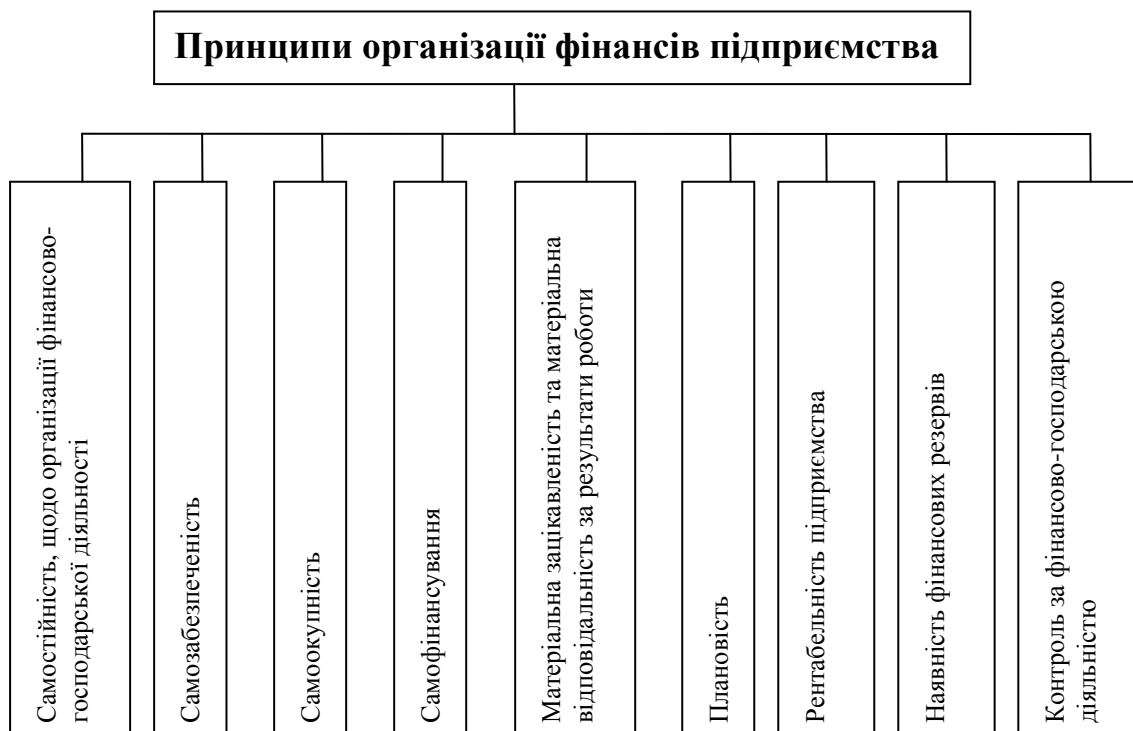 Принципи організації фінансів підприємства
Самостійність, щодо організації фінансово-
господарської діяльності
Самозабезпеченість
Самоокупність
Самофінансування
Матеріальна зацікавленість та матеріальна
відповідальність за результати роботи
Плановість
Рентабельність підприємства
Наявність фінансових резервів
Контроль за фінансово-господарською
діяльністю